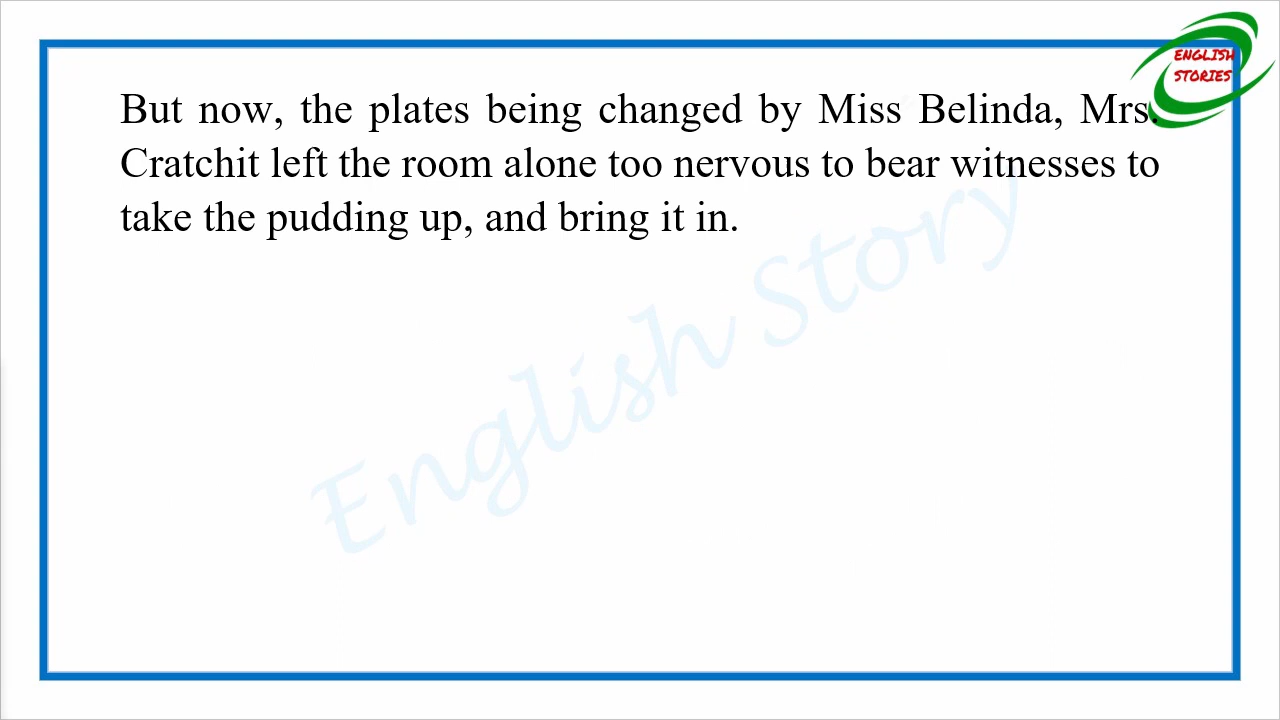 ENGLISH
STORIES
But now, the plates being changed by Miss Belinda, Mrs.
Cratchit left the room alone too nervous to bear witnesses to
take the pudding up, and bring it in.
English Story